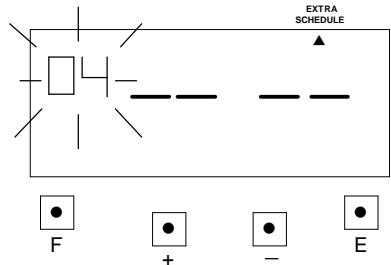 EXTRA
SCHEDULE
04 -- --
F + — E